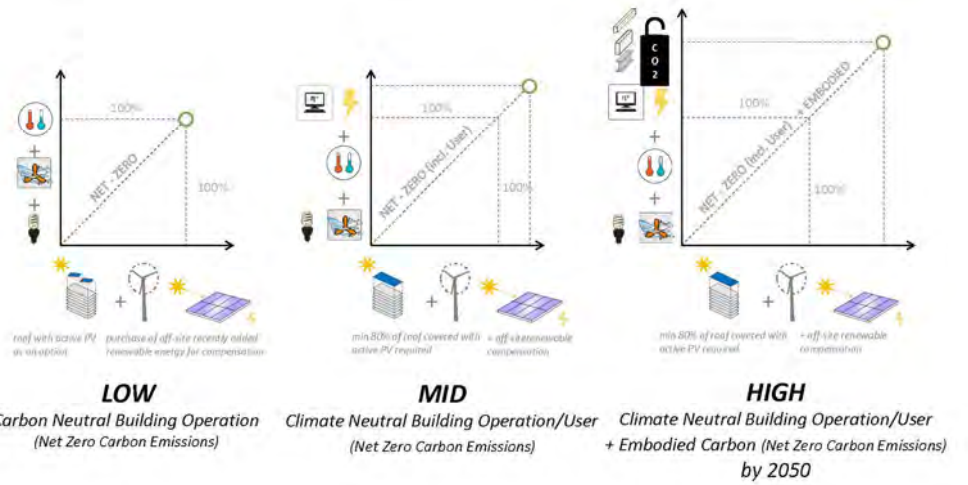 100%
100%
NET - ZERO
roof with active PV
as an option
purchase of off-site recently added
renewable energy for compensation
LOW
Carbon Neutral Building Operation
(Net Zero Carbon Emissions)
100%
100%
NET - ZERO (incl. User)
min 80% of roof covered with
active PV required
+ off-site renewable
compensation
MID
Climate Neutral Building Operation/User
(Net Zero Carbon Emissions)
C
O
2
100%
100%
NET - ZERO (incl. User) + EMBODIED
min 80% of roof covered with
active PV required
+ off-site renewable
compensation
HIGH
Climate Neutral Building Operation/User
+ Embodied Carbon (Net Zero Carbon Emissions)
by 2050